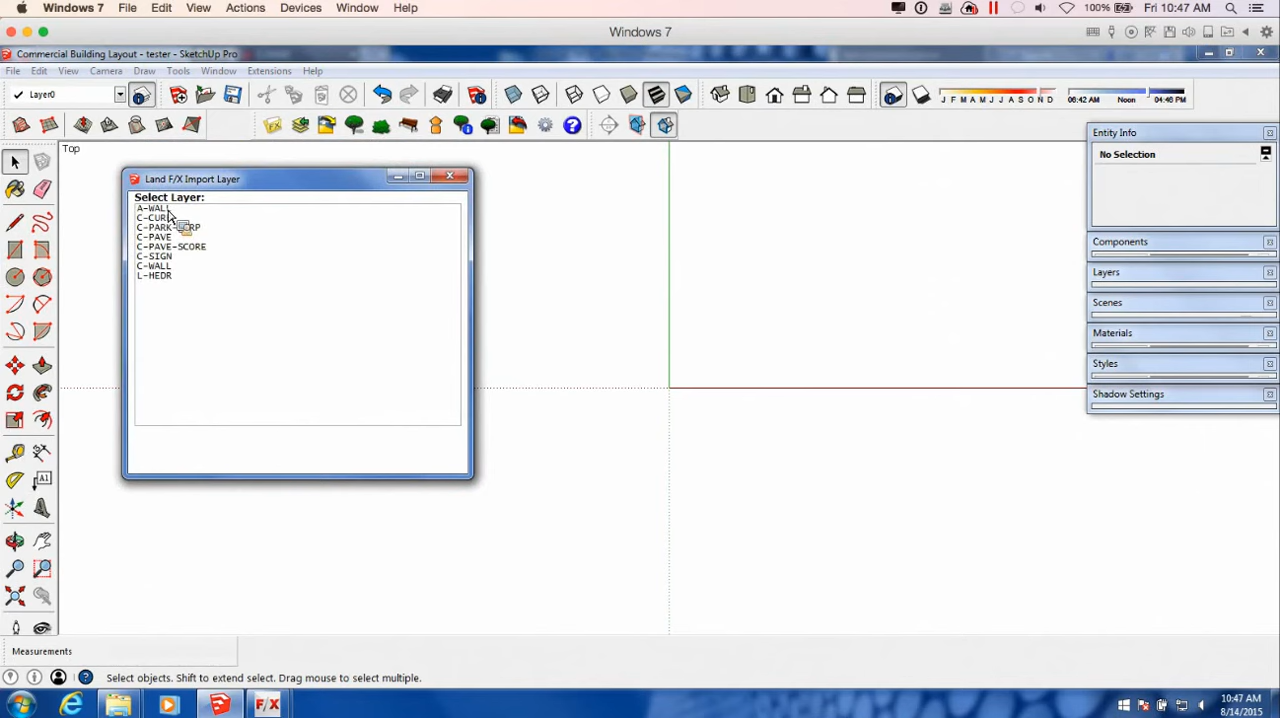 Windows 7 File Edit View Actions Devices Window Help 100% Fri 10:47 AM
Windows 7
Commercial Building Layout - tester - SketchUp Pro
File Edit View Camera Draw Tools Window Extensions Help
Layer0 J F M A M J J A S O N D 06:42 AM Noon 04:46 PM
Top
Land F/X Import Layer
Select Layer:
A-WALL
C-CURB
C-PARK-STRP
C-PAVE
C-PAVE-SCORE
C-SIGN
C-WALL
L-HEDR
Entity Info
No Selection
Components
Layers
Scenes
Materials
Styles
Shadow Settings
A1
Measurements
Select objects. Shift to extend select. Drag mouse to select multiple.
F/X
10:47 AM
8/14/2015